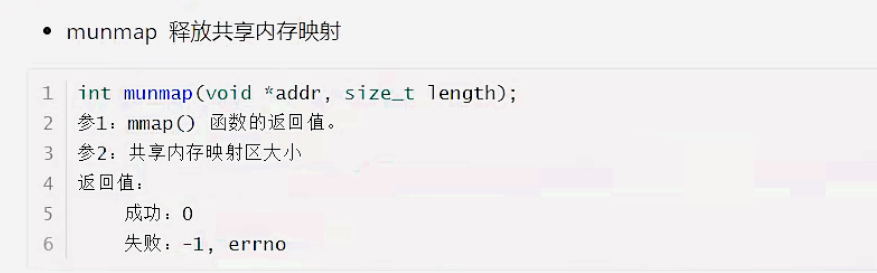 • munmap 释放共享内存映射
1 int munmap(void *addr, size_t length);
2 参1：mmap() 函数的返回值。
3 参2：共享内存映射区大小
4 返回值：
5 成功：0
6 失败：-1, errno